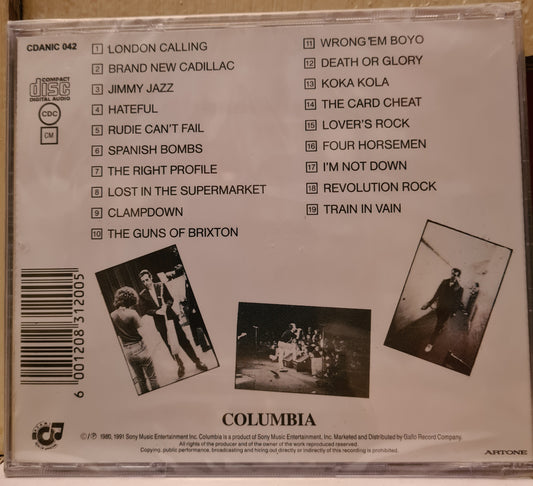 CDANIC 042
COMPACT
disc
DIGITAL AUDIO
CDC
CM
1 LONDON CALLING
2 BRAND NEW CADILLAC
3 JIMMY JAZZ
4 HATEFUL
5 RUDIE CAN'T FAIL
6 SPANISH BOMBS
7 THE RIGHT PROFILE
8 LOST IN THE SUPERMARKET
9 CLAMPDOWN
10 THE GUNS OF BRIXTON
11 WRONG 'EM BOYO
12 DEATH OR GLORY
13 KOKA KOLA
14 THE CARD CHEAT
15 LOVER'S ROCK
16 FOUR HORSEMEN
17 I'M NOT DOWN
18 REVOLUTION ROCK
19 TRAIN IN VAIN
6 001208 312005
COLUMBIA
©/℗ 1980, 1991 Sony Music Entertainment Inc. Columbia is a product of Sony Music Entertainment, Inc. Marketed and Distributed by Gallo Record Company.
All rights of the producer and of the owner of the work reproduced reserved.
Copying, public performance, broadcasting and hiring out directly or indirectly of this recording is prohibited.
ARTONE